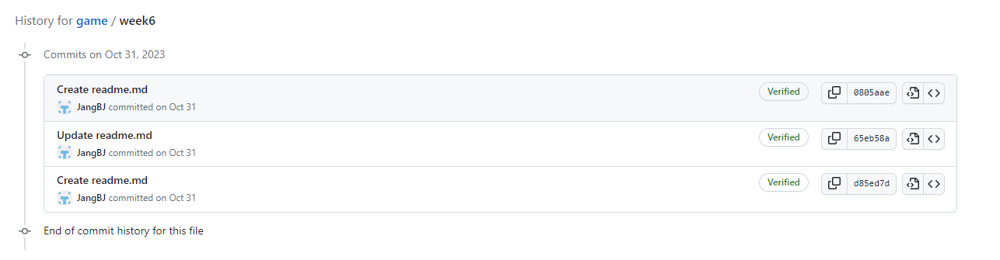 History for game / week6
Commits on Oct 31, 2023
Create readme.md
Verified
0805aae
JangBJ committed on Oct 31
Update readme.md
Verified
65eb58a
JangBJ committed on Oct 31
Create readme.md
Verified
d85ed7d
JangBJ committed on Oct 31
End of commit history for this file